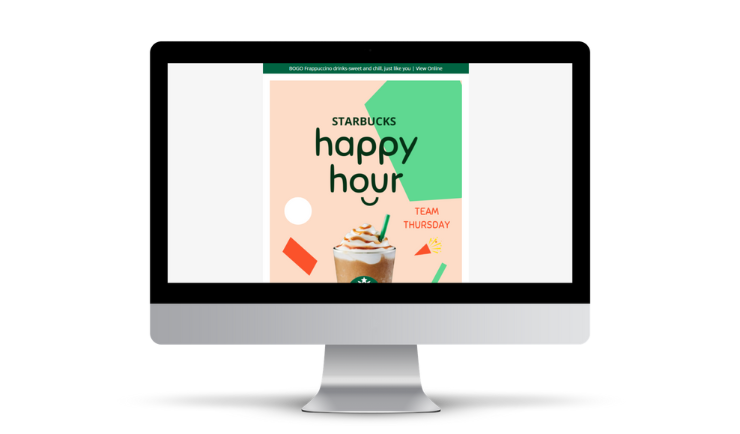 BOGO Frappuccino drinks-sweet and chill, just like you | View Online
STARBUCKS
happy
hour
TEAM
THURSDAY